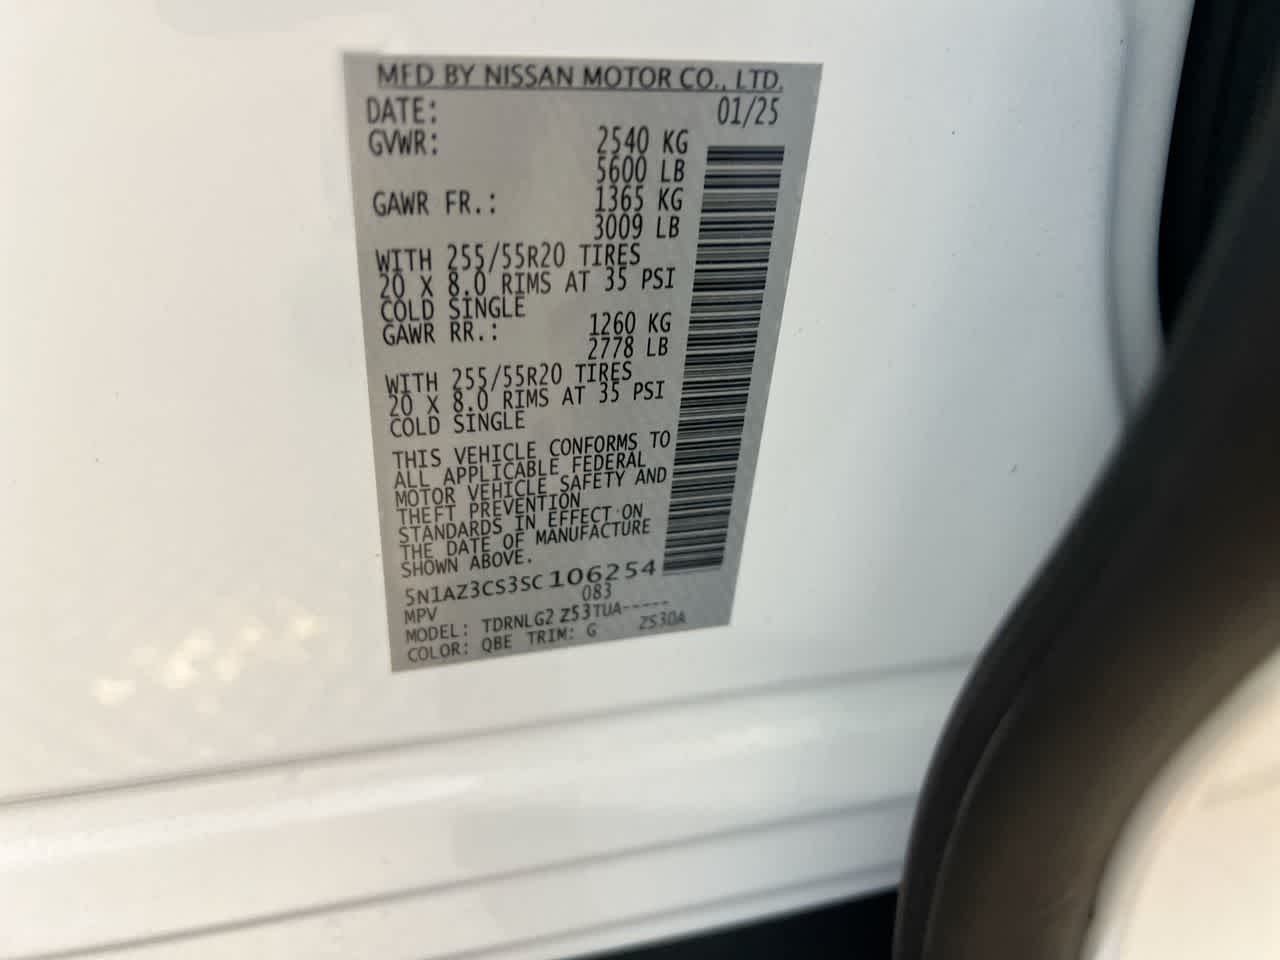 MFD BY NISSAN MOTOR CO., LTD.
DATE: 01/25
GVWR: 2540 KG
5600 LB
GAWR FR.: 1365 KG
3009 LB
WITH 255/55R20 TIRES
20 X 8.0 RIMS AT 35 PSI
COLD SINGLE
GAWR RR.: 1260 KG
2778 LB
WITH 255/55R20 TIRES
20 X 8.0 RIMS AT 35 PSI
COLD SINGLE
THIS VEHICLE CONFORMS TO
ALL APPLICABLE FEDERAL
MOTOR VEHICLE SAFETY AND
THEFT PREVENTION
STANDARDS IN EFFECT ON
THE DATE OF MANUFACTURE
SHOWN ABOVE.
5N1AZ3CS3SC106254
MPV 083
MODEL: TDRNLG2 Z53TUA-----
COLOR: QBE TRIM: G Z530A